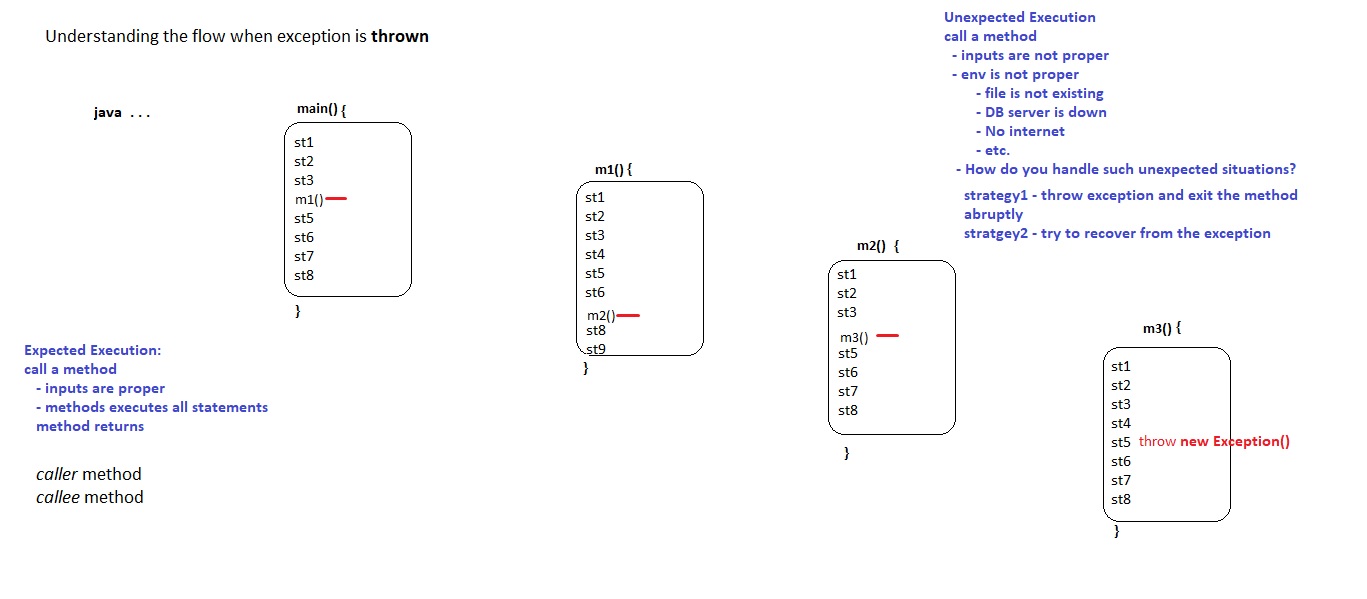 Understanding the flow when exception is thrown
java . . .
main() {
st1
st2
st3
m1()
st5
st6
st7
st8
}
m1() {
st1
st2
st3
st4
st5
st6
m2()
st8
st9
}
m2() {
st1
st2
st3
m3()
st5
st6
st7
st8
}
m3() {
st1
st2
st3
st4
st5 throw new Exception()
st6
st7
st8
}
Unexpected Execution
call a method
- inputs are not proper
- env is not proper
- file is not existing
- DB server is down
- No internet
- etc.
- How do you handle such unexpected situations?
strategy1 - throw exception and exit the method
abruptly
stratgey2 - try to recover from the exception
Expected Execution:
call a method
- inputs are proper
- methods executes all statements
method returns
caller method
callee method